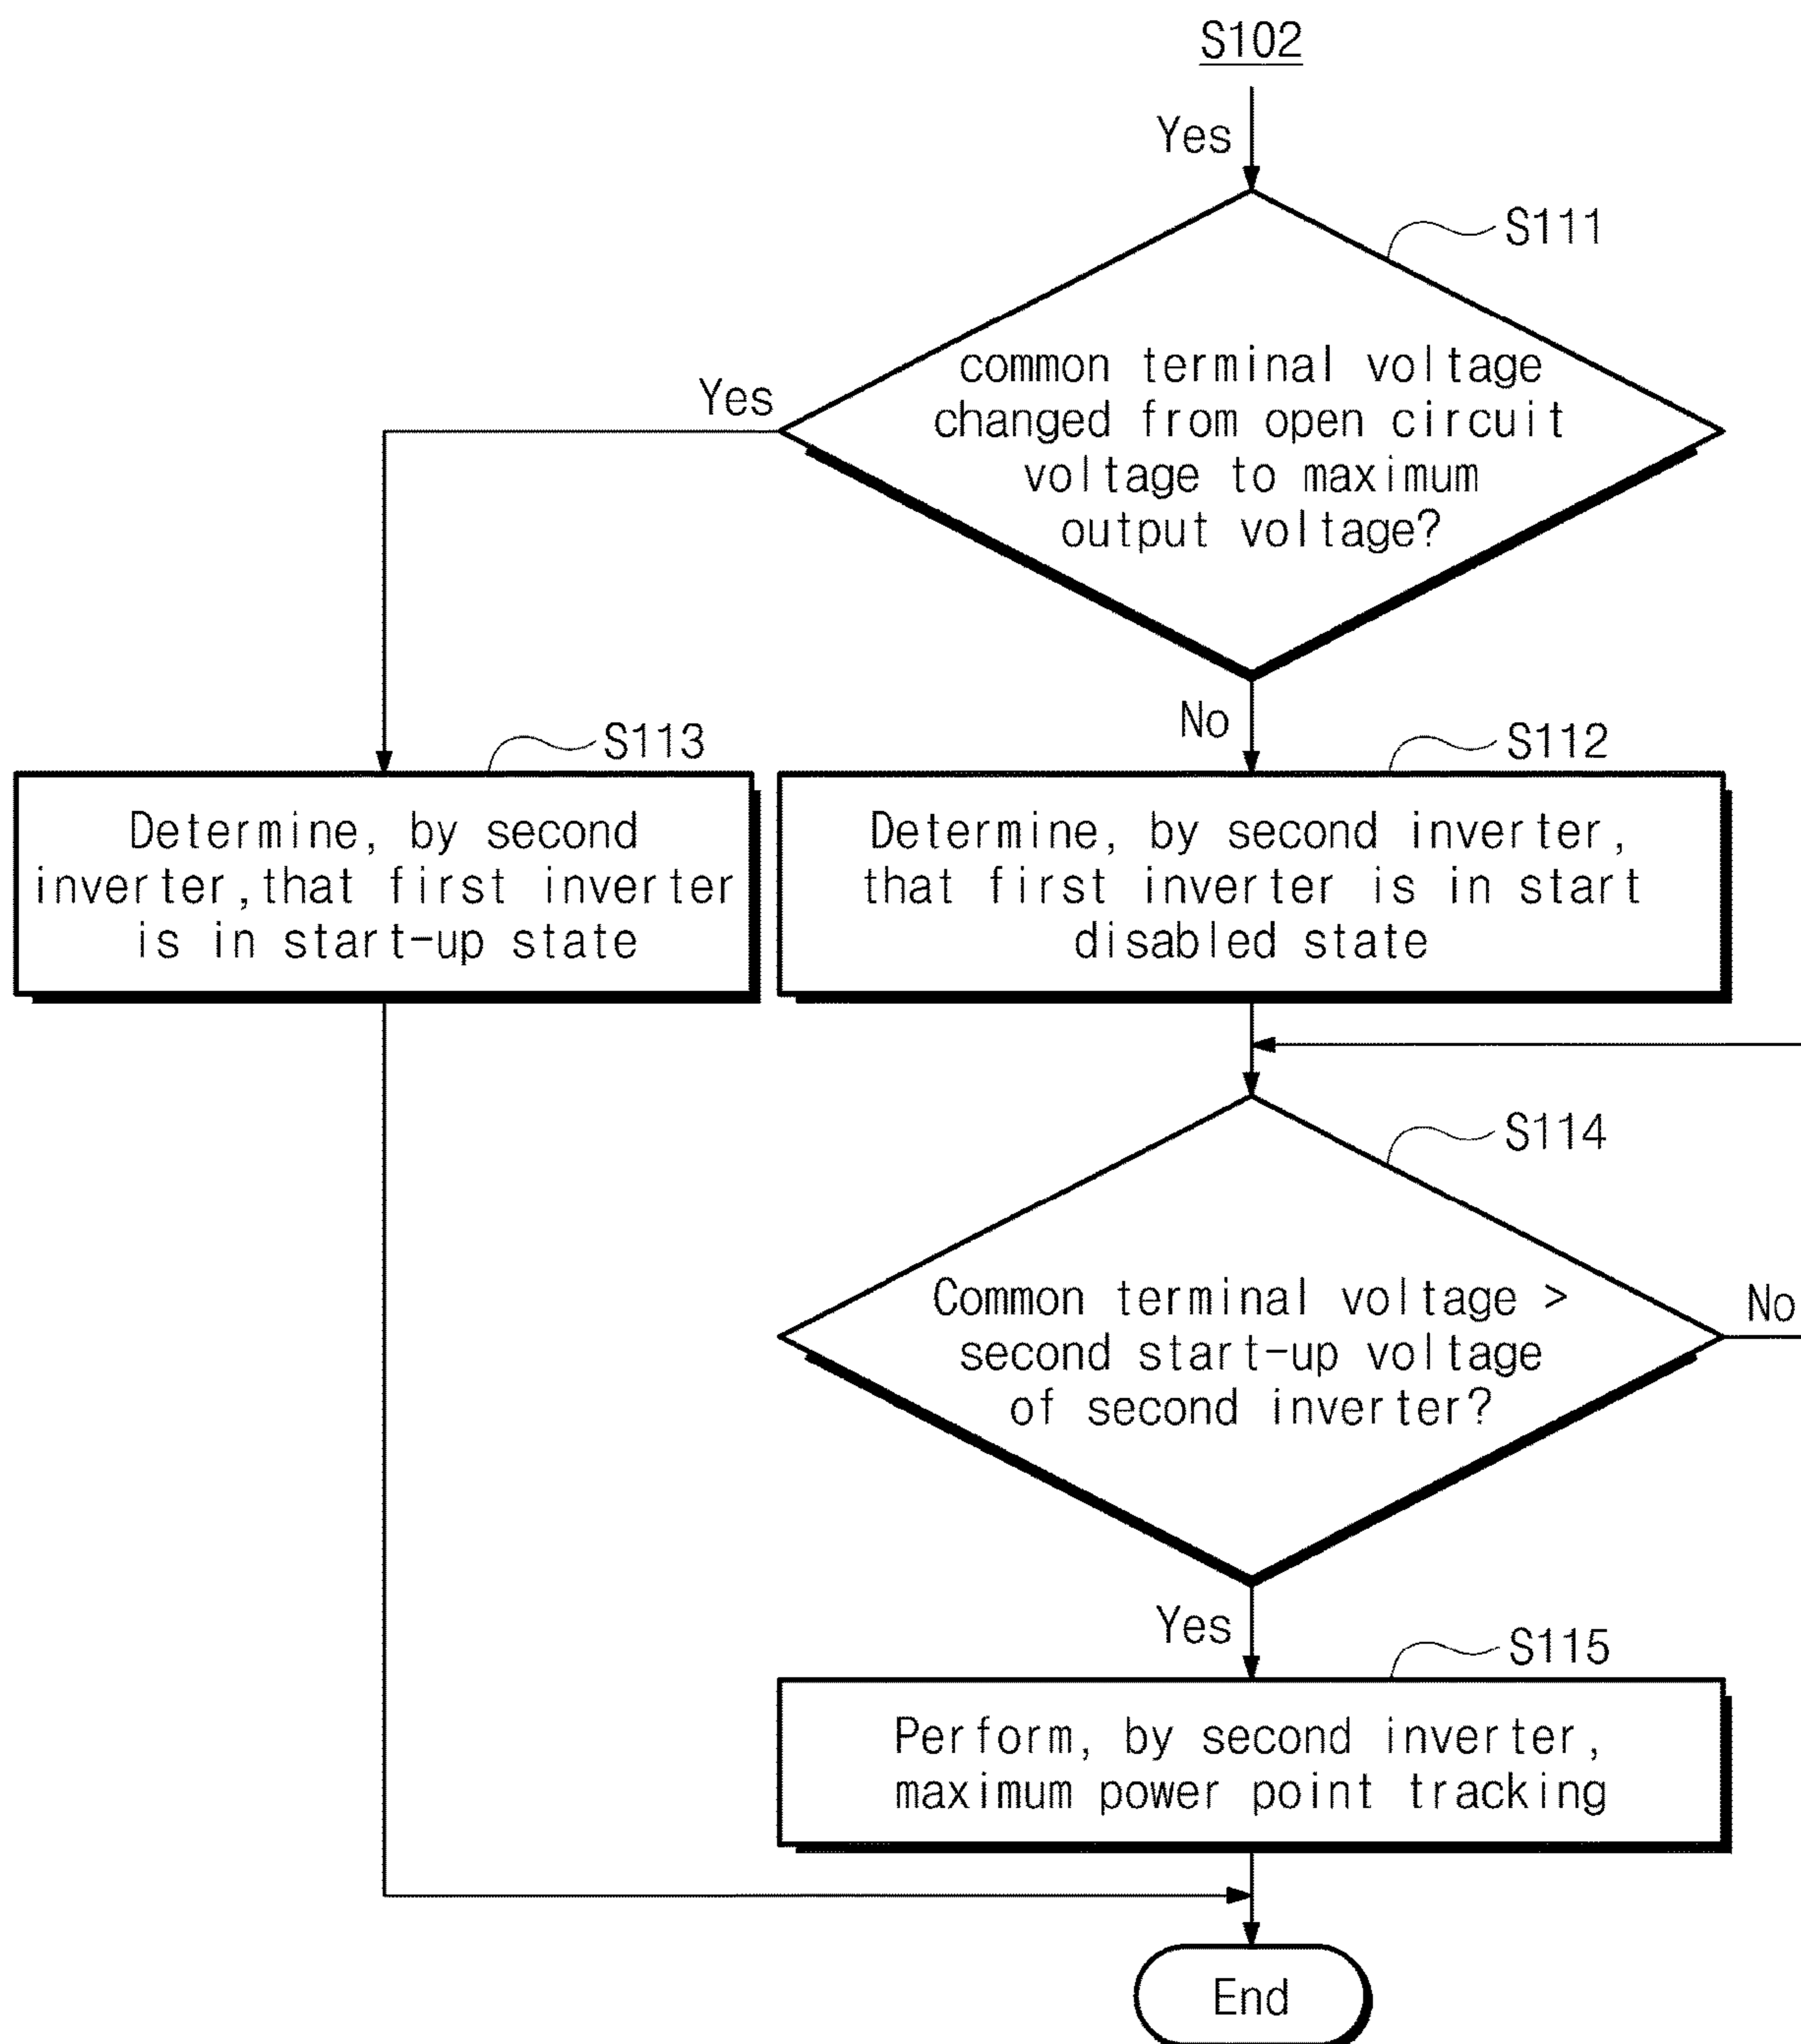 S102
Yes
S111
common terminal voltage
changed from open circuit
voltage to maximum
output voltage?
Yes
No
S113
S112
Determine, by second
inverter, that first inverter
is in start-up state
Determine, by second inverter,
that first inverter is in start
disabled state
S114
Common terminal voltage >
second start-up voltage
of second inverter?
No
Yes
S115
Perform, by second inverter,
maximum power point tracking
End